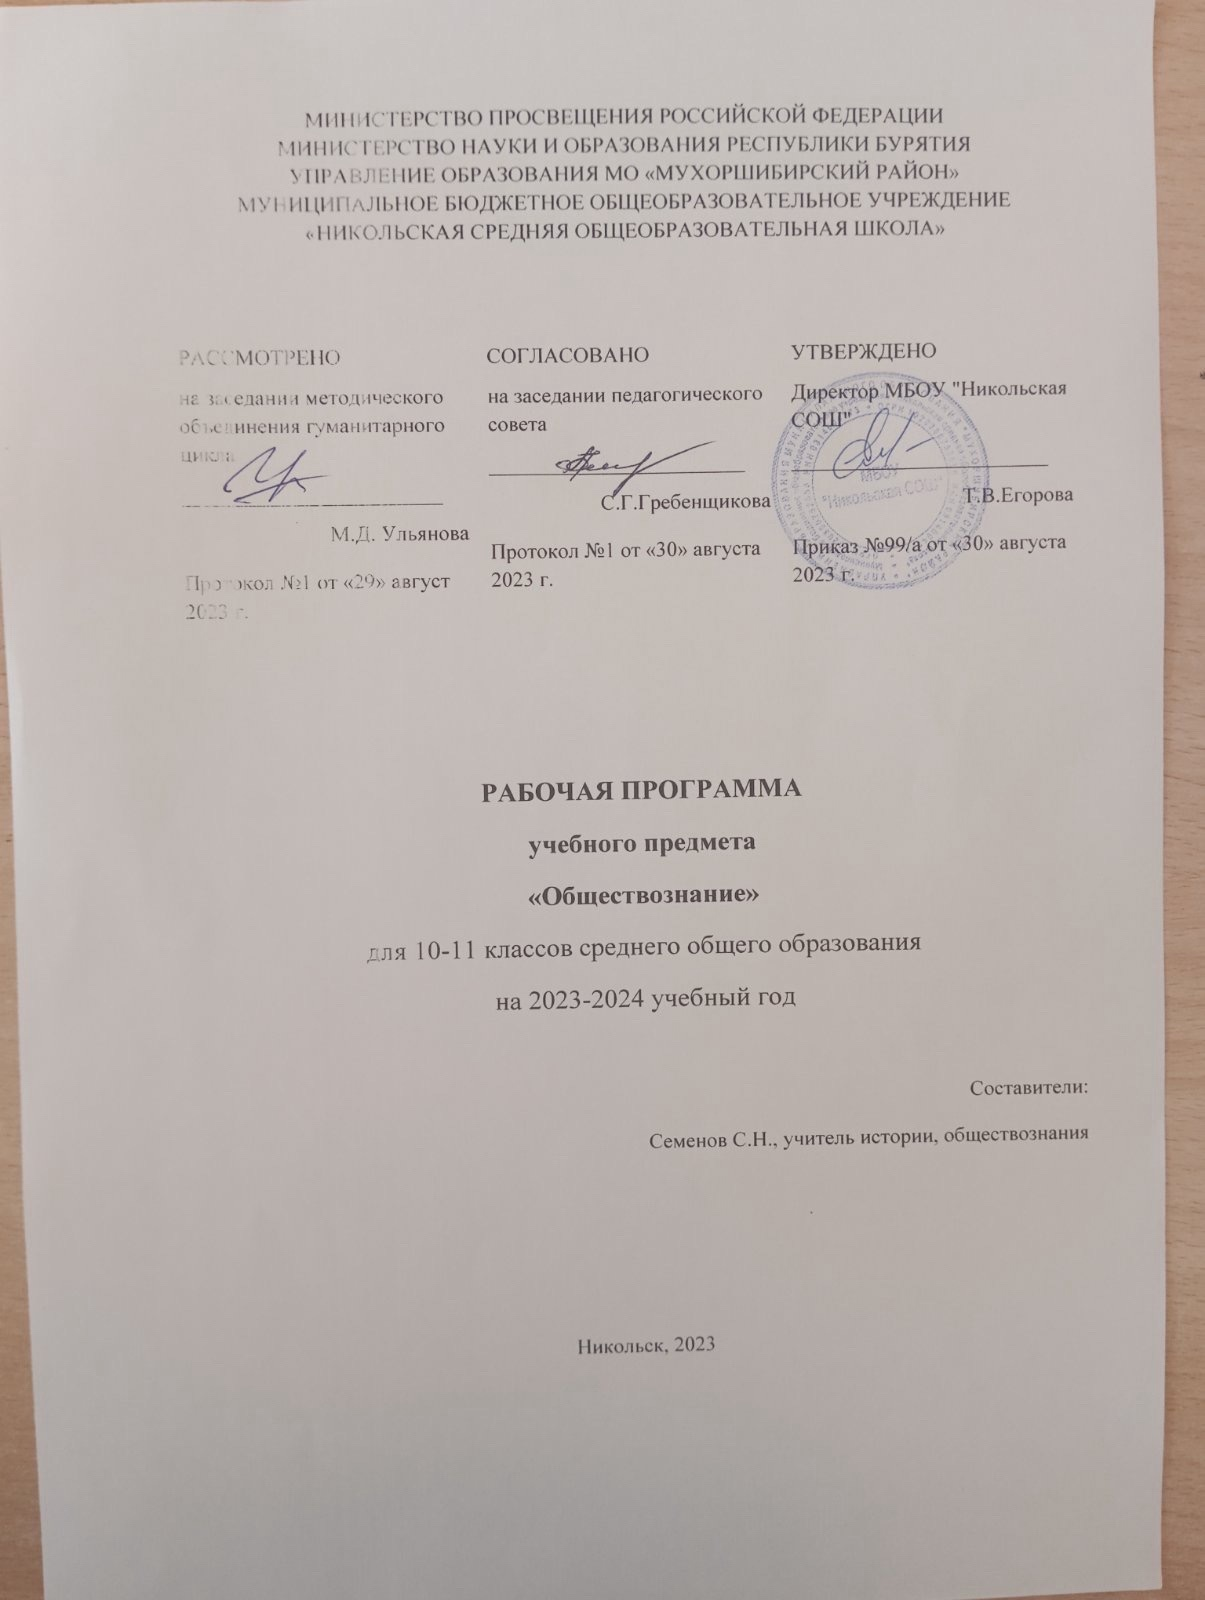 МИНИСТЕРСТВО ПРОСВЕЩЕНИЯ РОССИЙСКОЙ ФЕДЕРАЦИИ
МИНИСТЕРСТВО НАУКИ И ОБРАЗОВАНИЯ РЕСПУБЛИКИ БУРЯТИЯ
УПРАВЛЕНИЕ ОБРАЗОВАНИЯ МО «МУХОРШИБИРСКИЙ РАЙОН»
МУНИЦИПАЛЬНОЕ БЮДЖЕТНОЕ ОБЩЕОБРАЗОВАТЕЛЬНОЕ УЧРЕЖДЕНИЕ
«НИКОЛЬСКАЯ СРЕДНЯЯ ОБЩЕОБРАЗОВАТЕЛЬНАЯ ШКОЛА»
РАССМОТРЕНО
на заседании методического
объединения гуманитарного
цикла
М.Д. Ульянова
Протокол №1 от «29» август
2023 г.
СОГЛАСОВАНО
на заседании педагогического
совета
С.Г.Гребенщикова
Протокол №1 от «30» августа
2023 г.
УТВЕРЖДЕНО
Директор МБОУ "Никольская
СОШ"
Т.В.Егорова
Приказ №99/а от «30» августа
2023 г.
МБОУ
"Никольская СОШ"
РАБОЧАЯ ПРОГРАММА
учебного предмета
«Обществознание»
для 10-11 классов среднего общего образования
на 2023-2024 учебный год
Составители:
Семенов С.Н., учитель истории, обществознания
Никольск, 2023